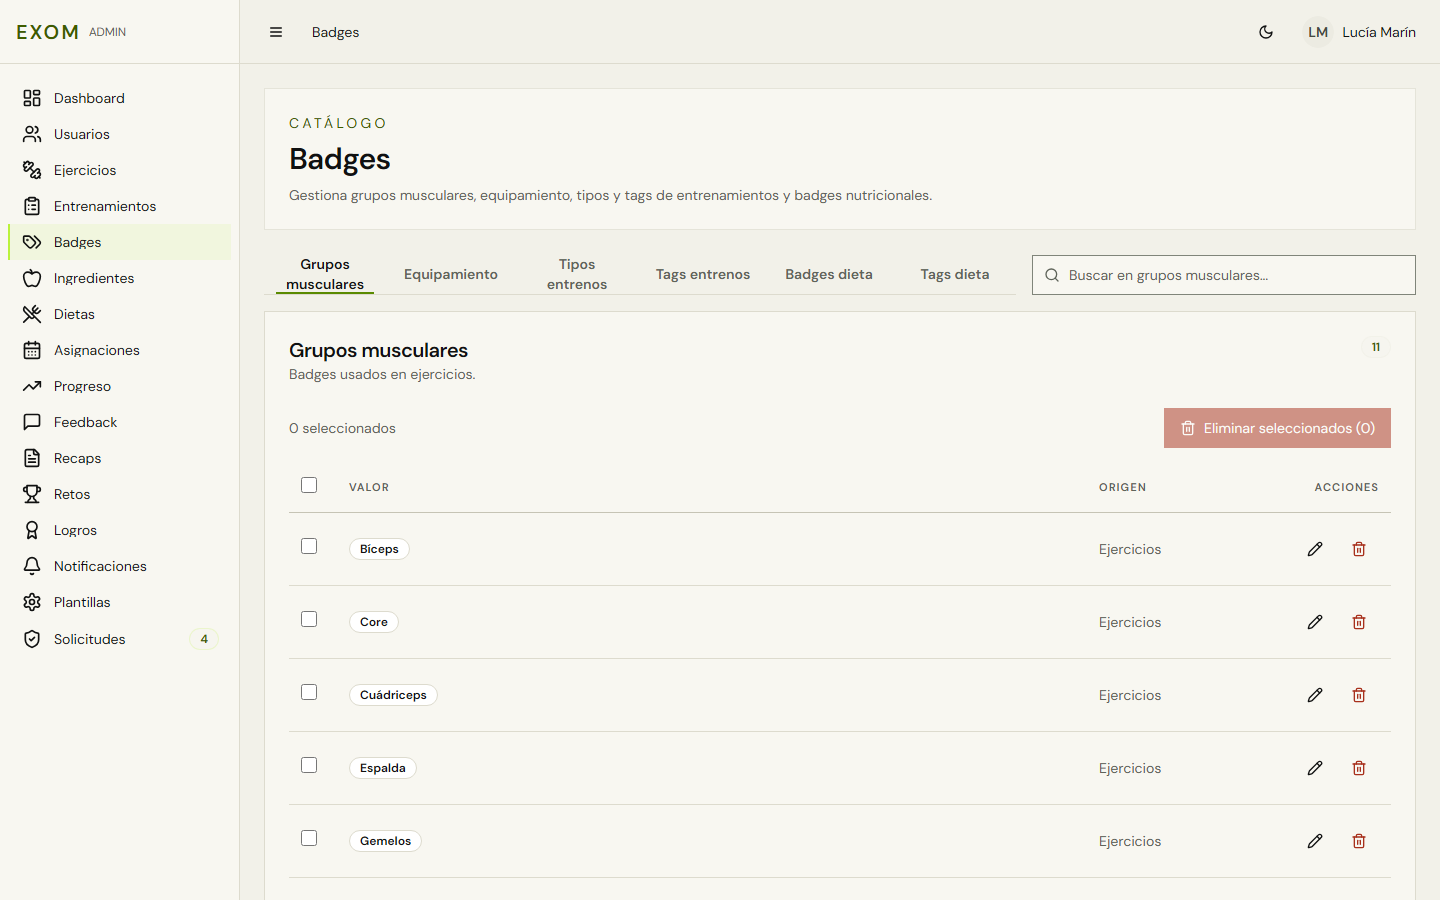 EXOM ADMIN
Badges
LM Lucía Marín
Dashboard
Usuarios
Ejercicios
Entrenamientos
Badges
Ingredientes
Dietas
Asignaciones
Progreso
Feedback
Recaps
Retos
Logros
Notificaciones
Plantillas
Solicitudes 4
CATÁLOGO
Badges
Gestiona grupos musculares, equipamiento, tipos y tags de entrenamientos y badges nutricionales.
Grupos
musculares
Equipamiento
Tipos
entrenos
Tags entrenos
Badges dieta
Tags dieta
Buscar en grupos musculares...
Grupos musculares
11
Badges usados en ejercicios.
0 seleccionados
Eliminar seleccionados (0)
VALOR ORIGEN ACCIONES
Bíceps Ejercicios
Core Ejercicios
Cuádriceps Ejercicios
Espalda Ejercicios
Gemelos Ejercicios